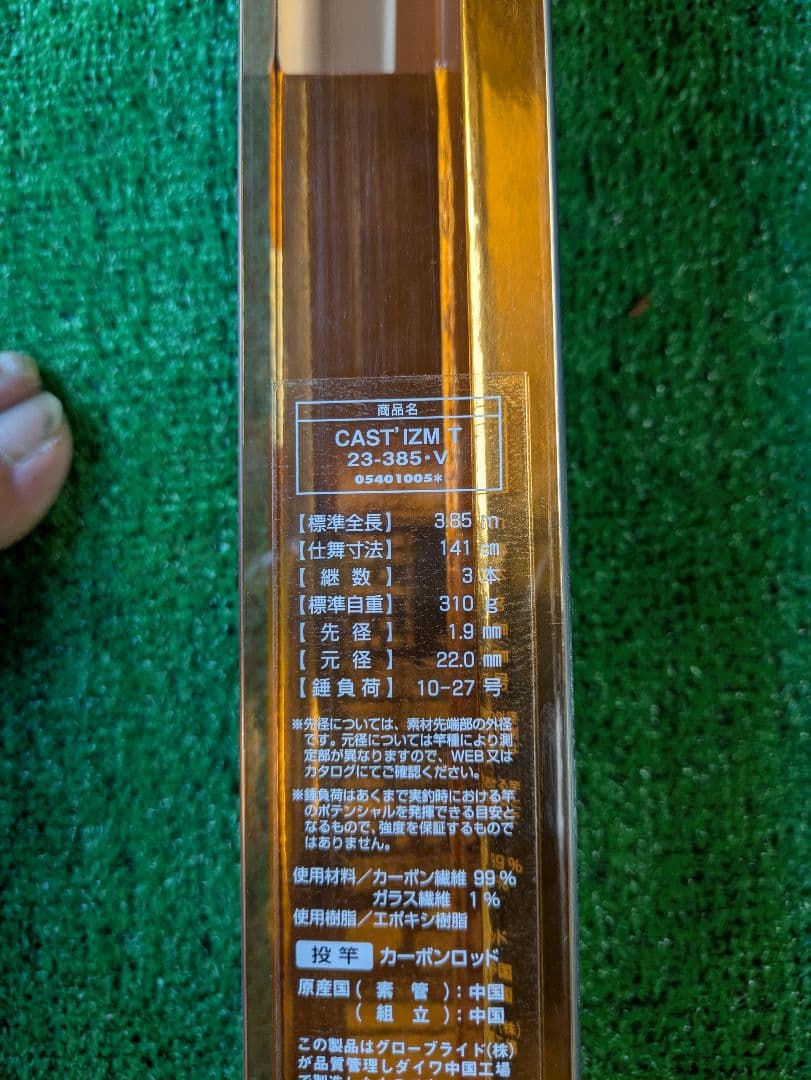 商品名
CAST'IZM T
23-385・V
05401005*
【標準全長】 3.85 m
【仕舞寸法】 141 cm
【継数】 3 本
【標準自重】 310 g
【先径】 1.9 mm
【元径】 22.0 mm
【錘負荷】 10-27 号
※先径については、素材先端部の外径
です。元径については竿種により測
定部が異なりますので、WEB又は
カタログにてご確認ください。
※錘負荷はあくまで実釣時における竿
のポテンシャルを発揮できる目安と
なるもので、強度を保証するもので
はありません。
使用材料／カーボン繊維 99%
ガラス繊維 1%
使用樹脂／エポキシ樹脂
投竿 カーボンロッド
原産国(素管):中国
(組立):中国
この製品はグローブライド(株)
が品質管理しダイワ中国工場